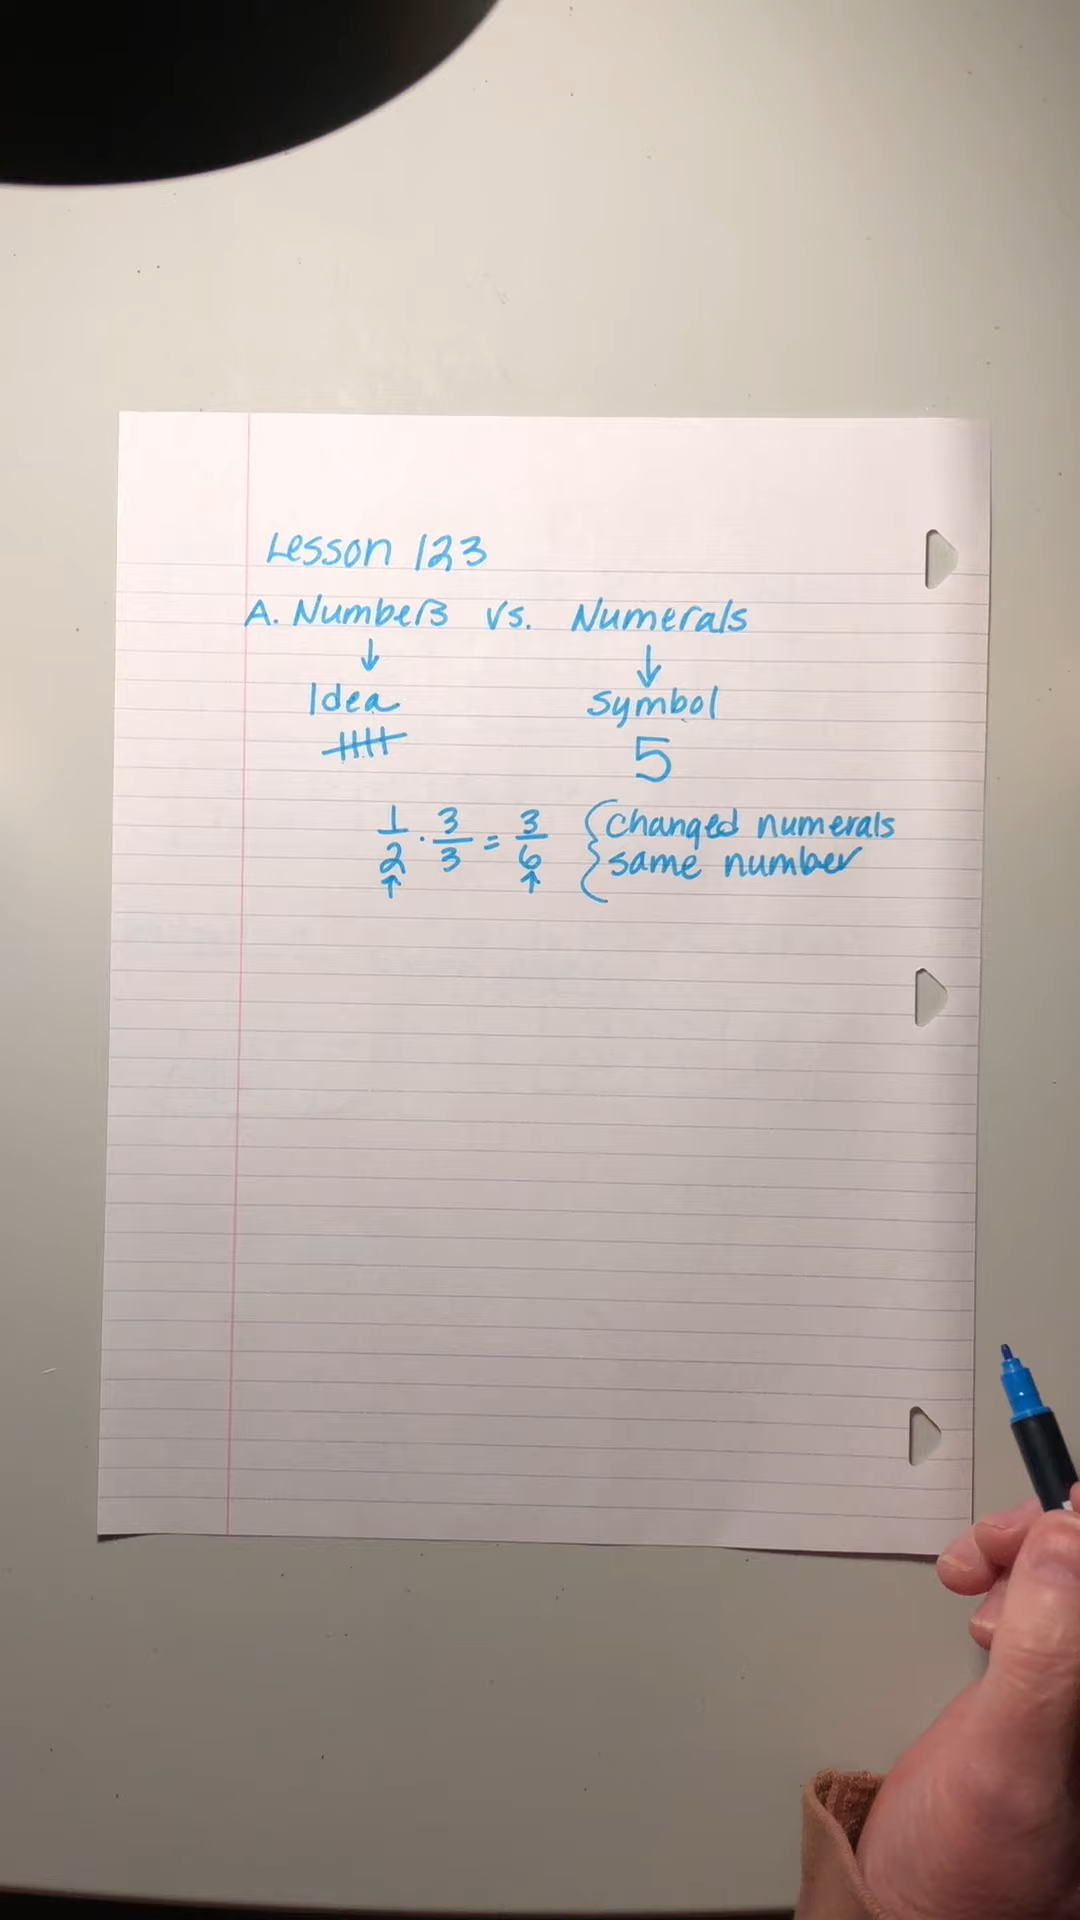 Lesson 123
A. Numbers vs. Numerals
↓ ↓
Idea Symbol
5
1/2 · 3/3 = 3/6 { changed numerals
same number
↑ ↑